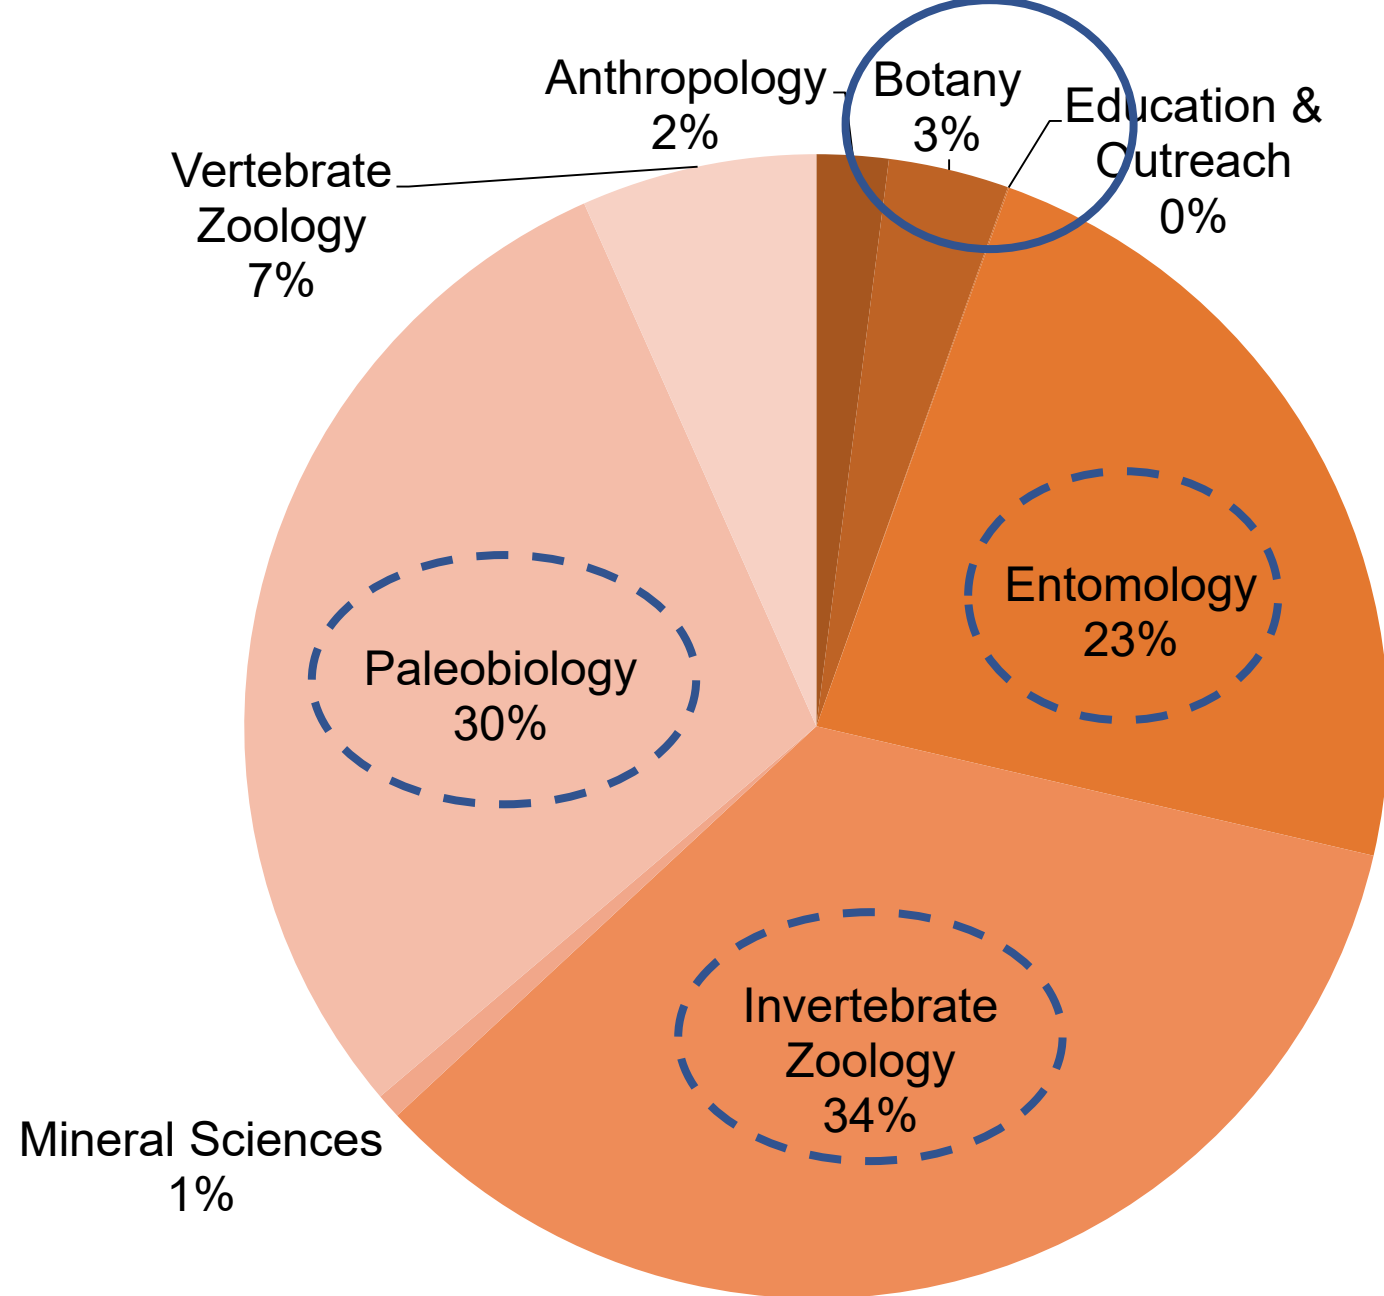 Anthropology
2%
Botany
3%
Education &
Outreach
0%
Vertebrate
Zoology
7%
Entomology
23%
Paleobiology
30%
Invertebrate
Zoology
34%
Mineral Sciences
1%